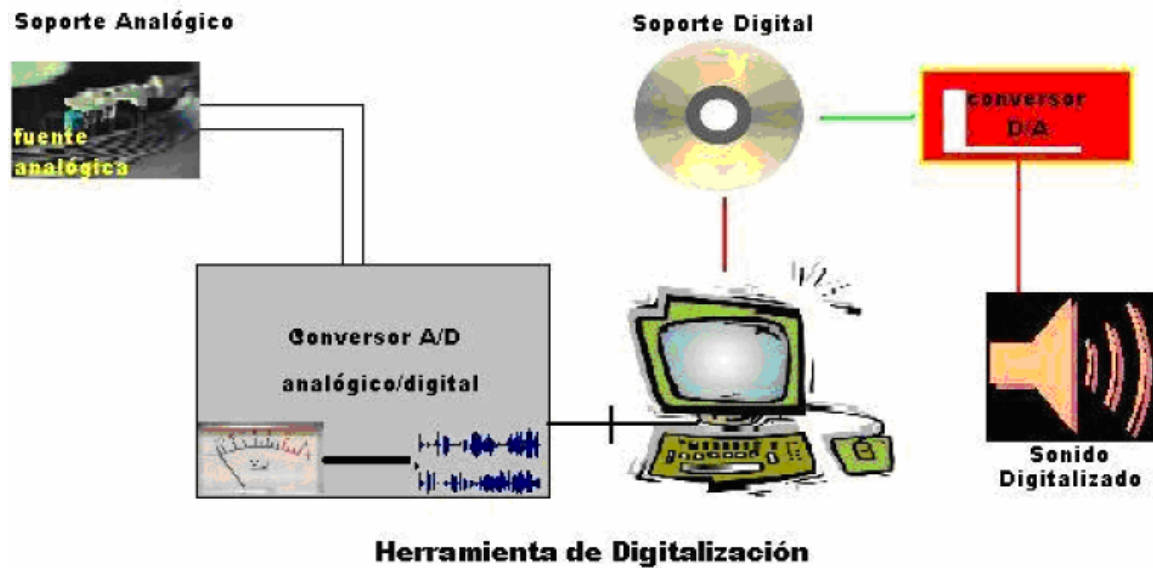 Soporte Analógico
fuente
analógica
Soporte Digital
conversor
D/A
Conversor A/D
analógico/digital
Sonido
Digitalizado
Herramienta de Digitalización